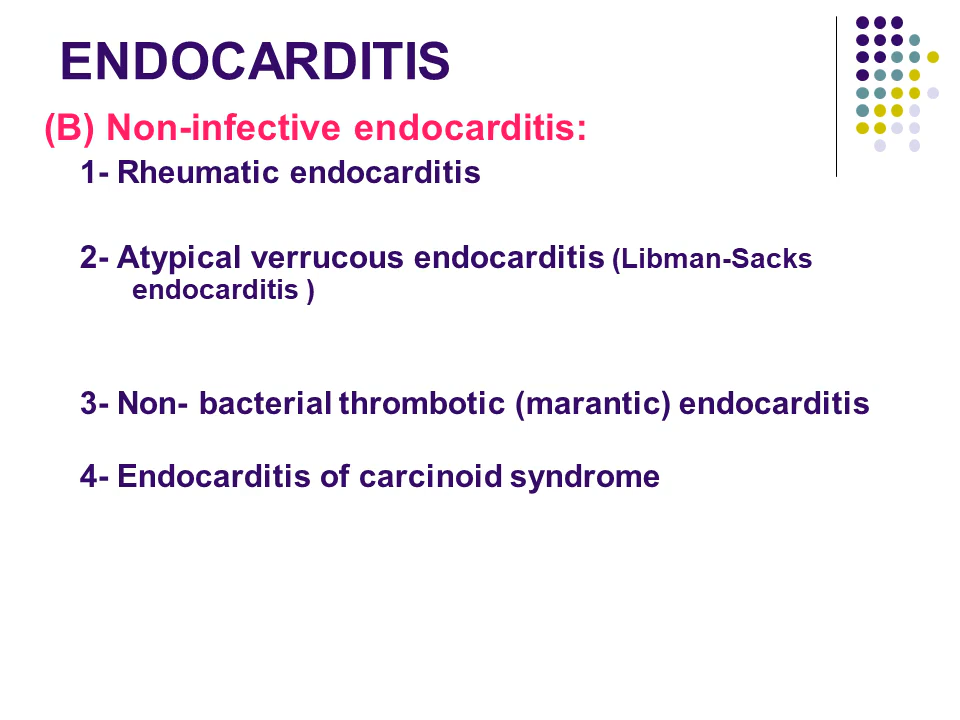 ENDOCARDITIS
(B) Non-infective endocarditis:
1- Rheumatic endocarditis
2- Atypical verrucous endocarditis (Libman-Sacks
endocarditis )
3- Non- bacterial thrombotic (marantic) endocarditis
4- Endocarditis of carcinoid syndrome